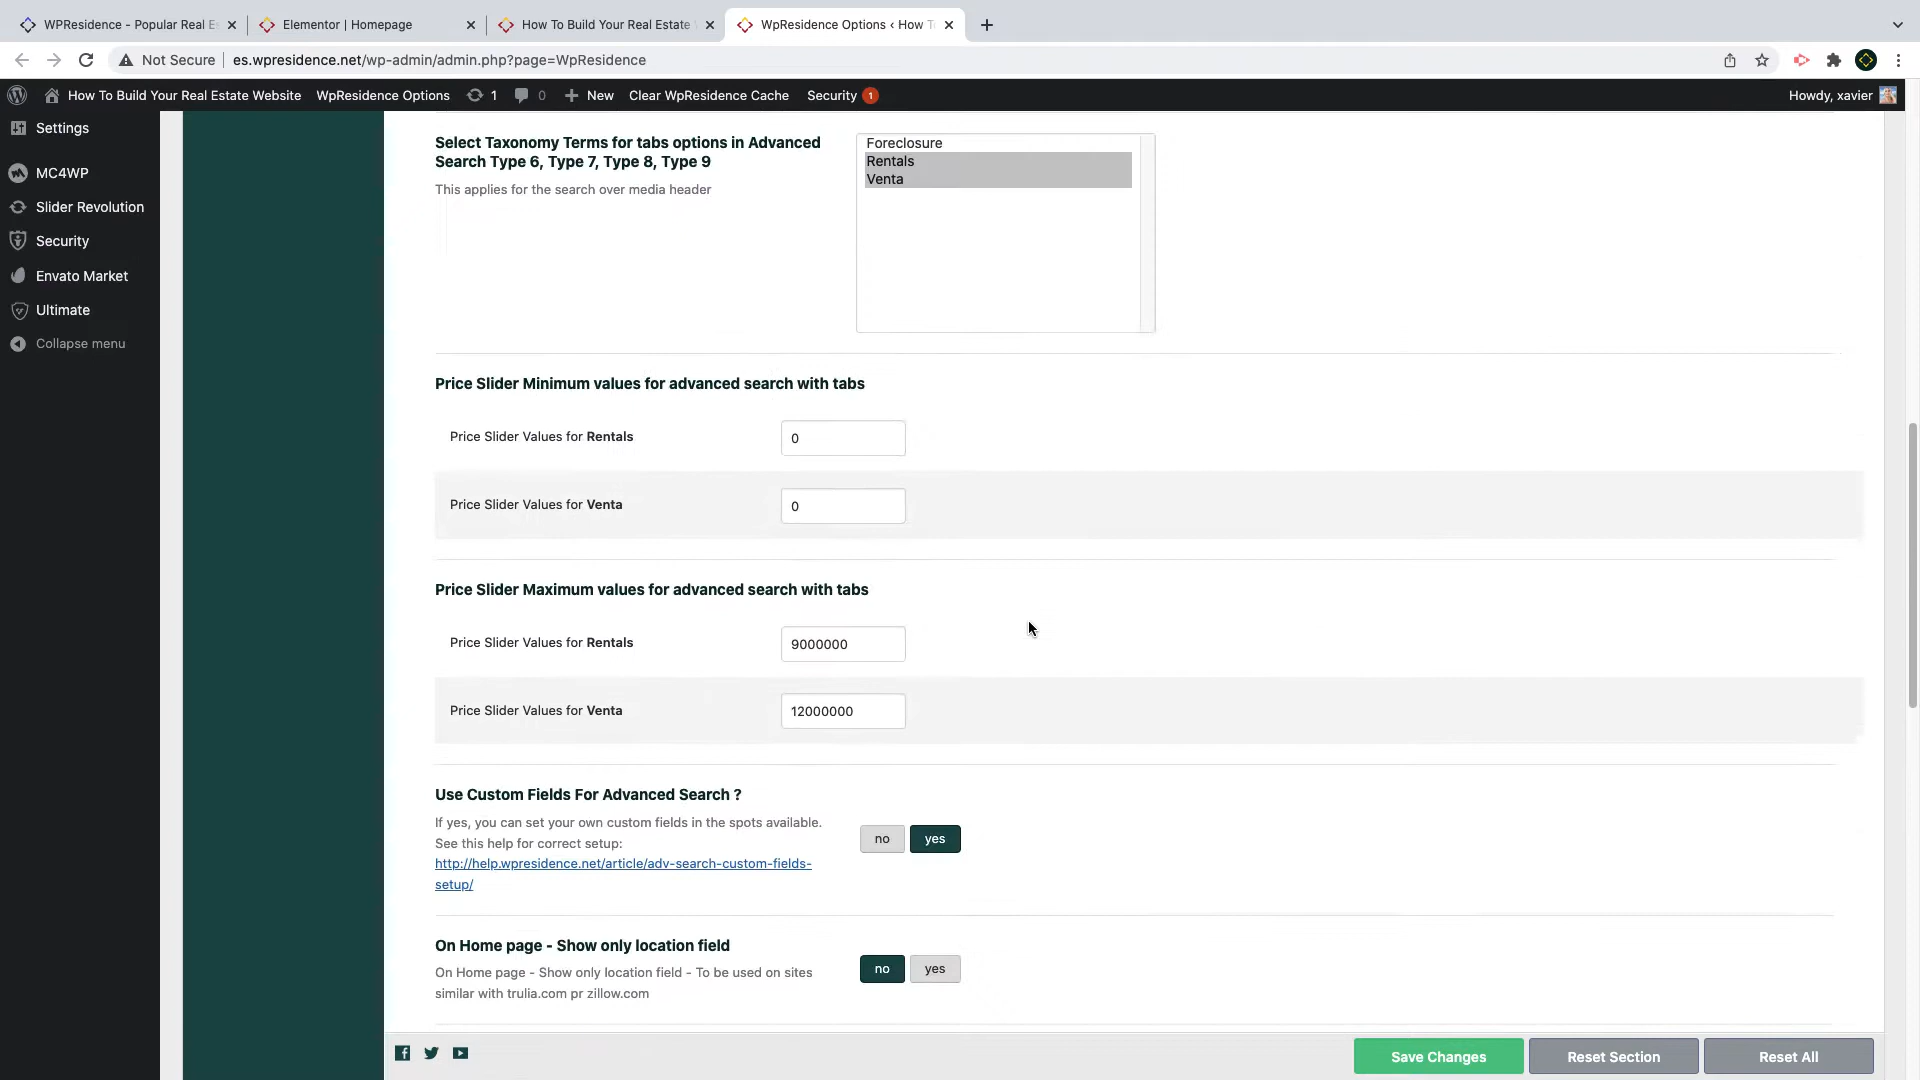 WPResidence - Popular Real Es
Elementor | Homepage
How To Build Your Real Estate
WpResidence Options ‹ How To
Not Secure
es.wpresidence.net/wp-admin/admin.php?page=WpResidence
How To Build Your Real Estate Website
WpResidence Options
1
0
New
Clear WpResidence Cache
Security 1
Howdy, xavier
Settings
MC4WP
Slider Revolution
Security
Envato Market
Ultimate
Collapse menu
Select Taxonomy Terms for tabs options in Advanced
Search Type 6, Type 7, Type 8, Type 9
This applies for the search over media header
Foreclosure
Rentals
Venta
Price Slider Minimum values for advanced search with tabs
Price Slider Values for Rentals
0
Price Slider Values for Venta
0
Price Slider Maximum values for advanced search with tabs
Price Slider Values for Rentals
9000000
Price Slider Values for Venta
12000000
Use Custom Fields For Advanced Search ?
If yes, you can set your own custom fields in the spots available.
See this help for correct setup:
http://help.wpresidence.net/article/adv-search-custom-fields-
setup/
no
yes
On Home page - Show only location field
On Home page - Show only location field - To be used on sites
similar with trulia.com pr zillow.com
no
yes
Save Changes
Reset Section
Reset All